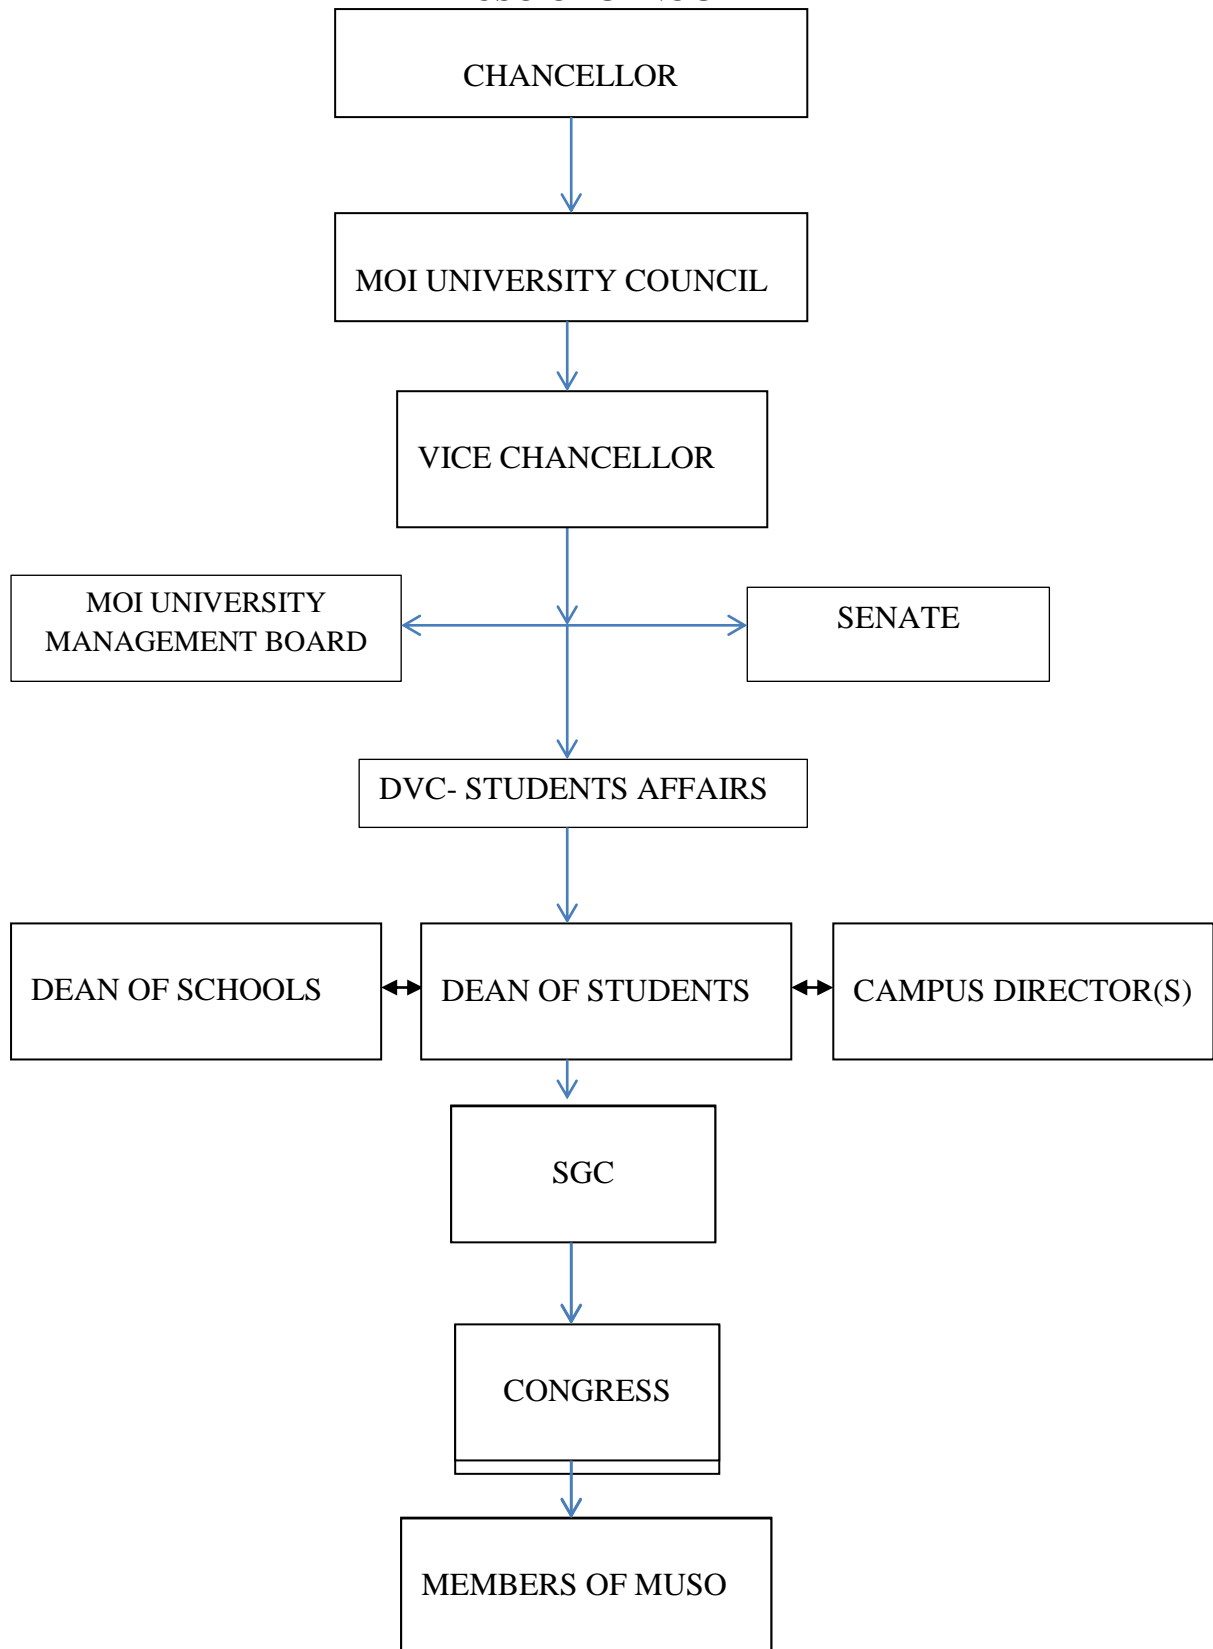 CHANCELLOR
MOI UNIVERSITY COUNCIL
VICE CHANCELLOR
MOI UNIVERSITY
MANAGEMENT BOARD
SENATE
DVC- STUDENTS AFFAIRS
DEAN OF SCHOOLS
DEAN OF STUDENTS
CAMPUS DIRECTOR(S)
SGC
CONGRESS
MEMBERS OF MUSO